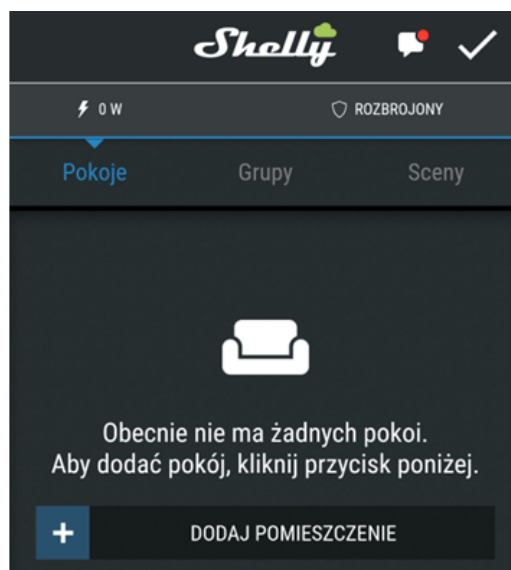 Shelly
0 W
ROZBROJONY
Pokoje Grupy Sceny
Obecnie nie ma żadnych pokoi.
Aby dodać pokój, kliknij przycisk poniżej.
+ DODAJ POMIESZCZENIE